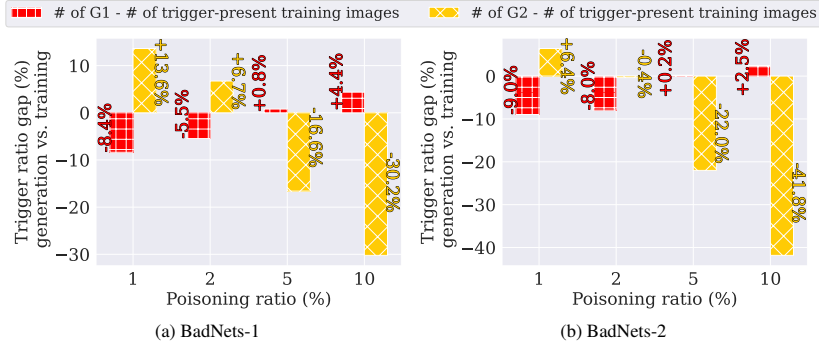 # of G1 - # of trigger-present training images # of G2 - # of trigger-present training images
Trigger ratio gap (%)
generation vs. training
10
0
−10
−20
−30
-8.4%
+13.6%
-5.5%
+6.7%
+0.8%
-16.6%
+4.4%
-30.2%
1 2 5 10
Poisoning ratio (%)
(a) BadNets-1
Trigger ratio gap (%)
generation vs. training
0
−10
−20
−30
−40
-9.0%
+6.4%
-8.0%
-0.4%
+0.2%
-22.0%
+2.5%
-41.8%
1 2 5 10
Poisoning ratio (%)
(b) BadNets-2